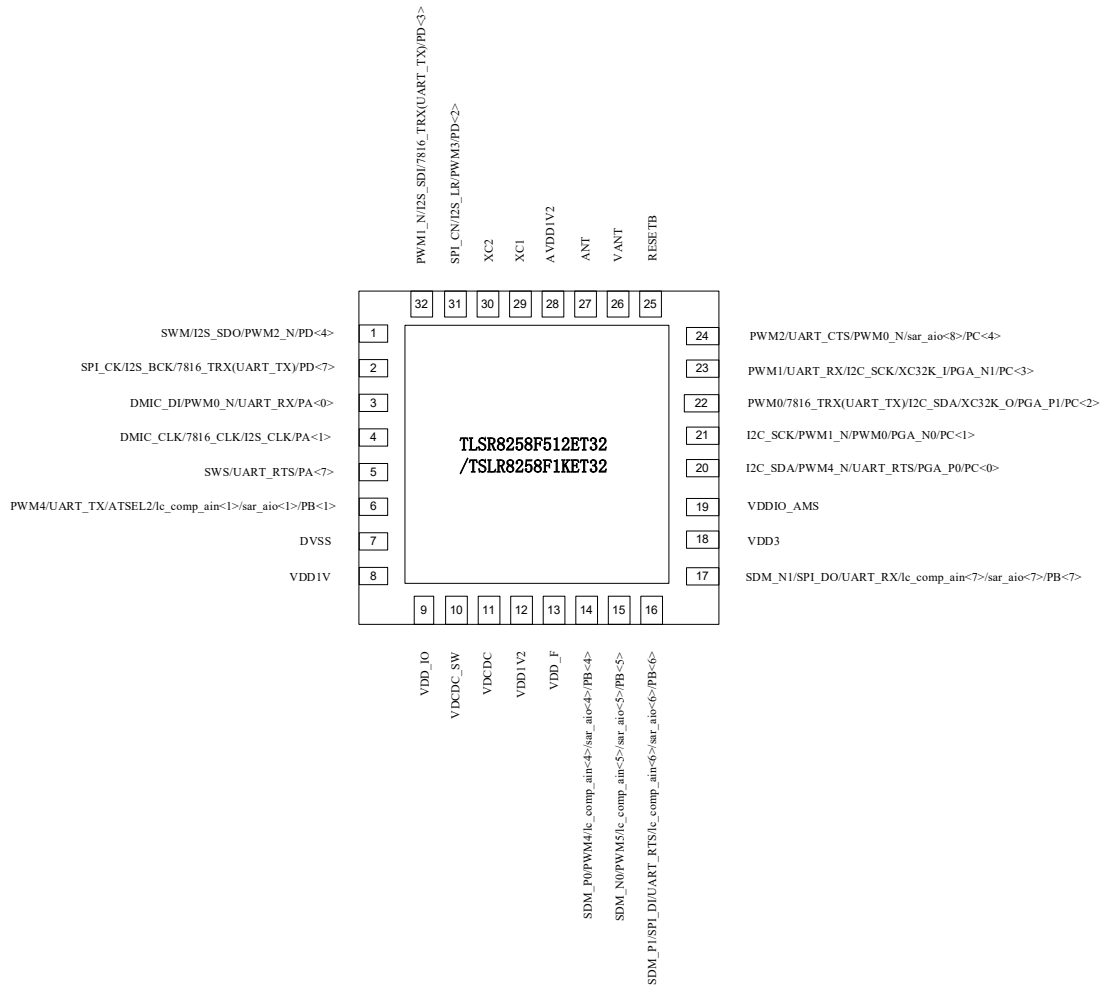 PWM1_N/I2S_SDI/7816_TRX(UART_TX)/PD<3>
SPI_CN/I2S_LR/PWM3/PD<2>
XC2
XC1
AVDD1V2
ANT
VANT
RESETB
32
31
30
29
28
27
26
25
SWM/I2S_SDO/PWM2_N/PD<4>
1
SPI_CK/I2S_BCK/7816_TRX(UART_TX)/PD<7>
2
DMIC_DI/PWM0_N/UART_RX/PA<0>
3
DMIC_CLK/7816_CLK/I2S_CLK/PA<1>
4
SWS/UART_RTS/PA<7>
5
PWM4/UART_TX/ATSEL2/lc_comp_ain<1>/sar_aio<1>/PB<1>
6
DVSS
7
VDD1V
8
TLSR8258F512ET32
/TSLR8258F1KET32
24
PWM2/UART_CTS/PWM0_N/sar_aio<8>/PC<4>
23
PWM1/UART_RX/I2C_SCK/XC32K_I/PGA_N1/PC<3>
22
PWM0/7816_TRX(UART_TX)/I2C_SDA/XC32K_O/PGA_P1/PC<2>
21
I2C_SCK/PWM1_N/PWM0/PGA_N0/PC<1>
20
I2C_SDA/PWM4_N/UART_RTS/PGA_P0/PC<0>
19
VDDIO_AMS
18
VDD3
17
SDM_N1/SPI_DO/UART_RX/lc_comp_ain<7>/sar_aio<7>/PB<7>
9
10
11
12
13
14
15
16
VDD_IO
VDCDC_SW
VDCDC
VDD1V2
VDD_F
SDM_P0/PWM4/lc_comp_ain<4>/sar_aio<4>/PB<4>
SDM_N0/PWM5/lc_comp_ain<5>/sar_aio<5>/PB<5>
SDM_P1/SPI_DI/UART_RTS/lc_comp_ain<6>/sar_aio<6>/PB<6>